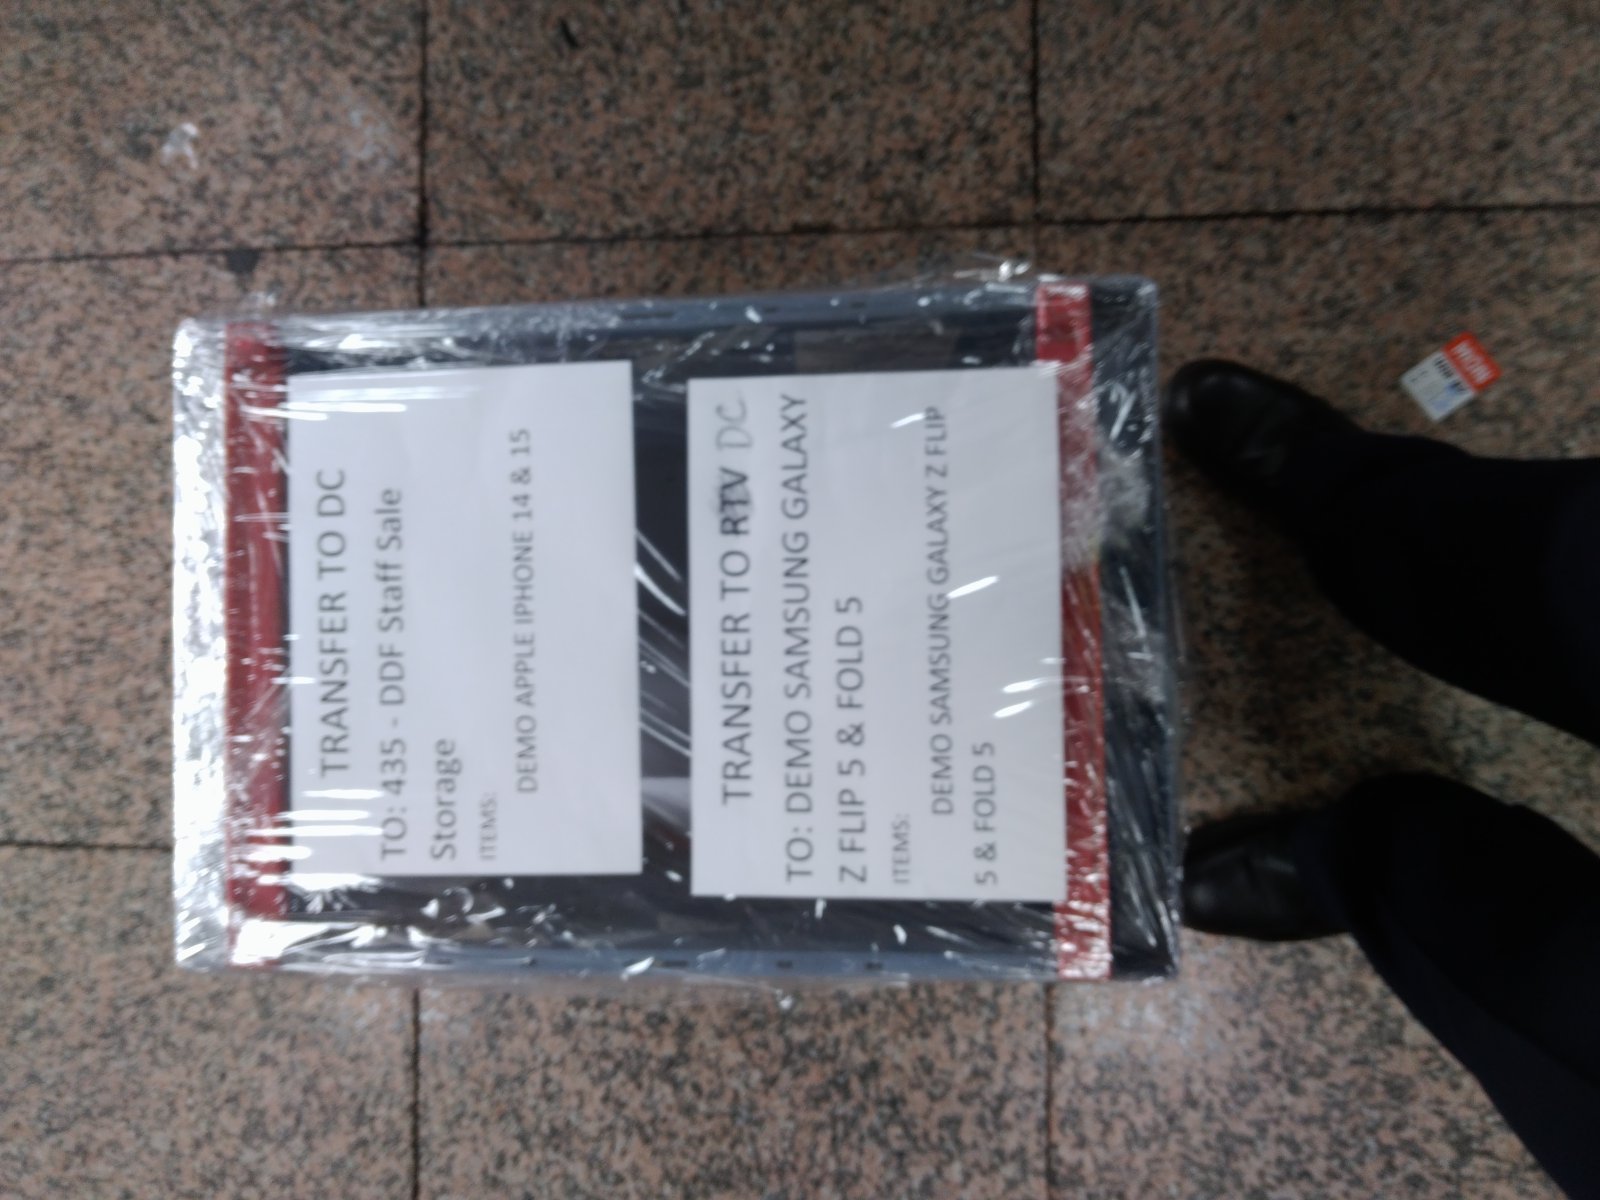 TRANSFER TO DC
TO: 435 - DDF Staff Sale
Storage
ITEMS:
DEMO APPLE IPHONE 14 & 15
TRANSFER TO RTV DC
TO: DEMO SAMSUNG GALAXY
Z FLIP 5 & FOLD 5
ITEMS:
DEMO SAMSUNG GALAXY Z FLIP
5 & FOLD 5